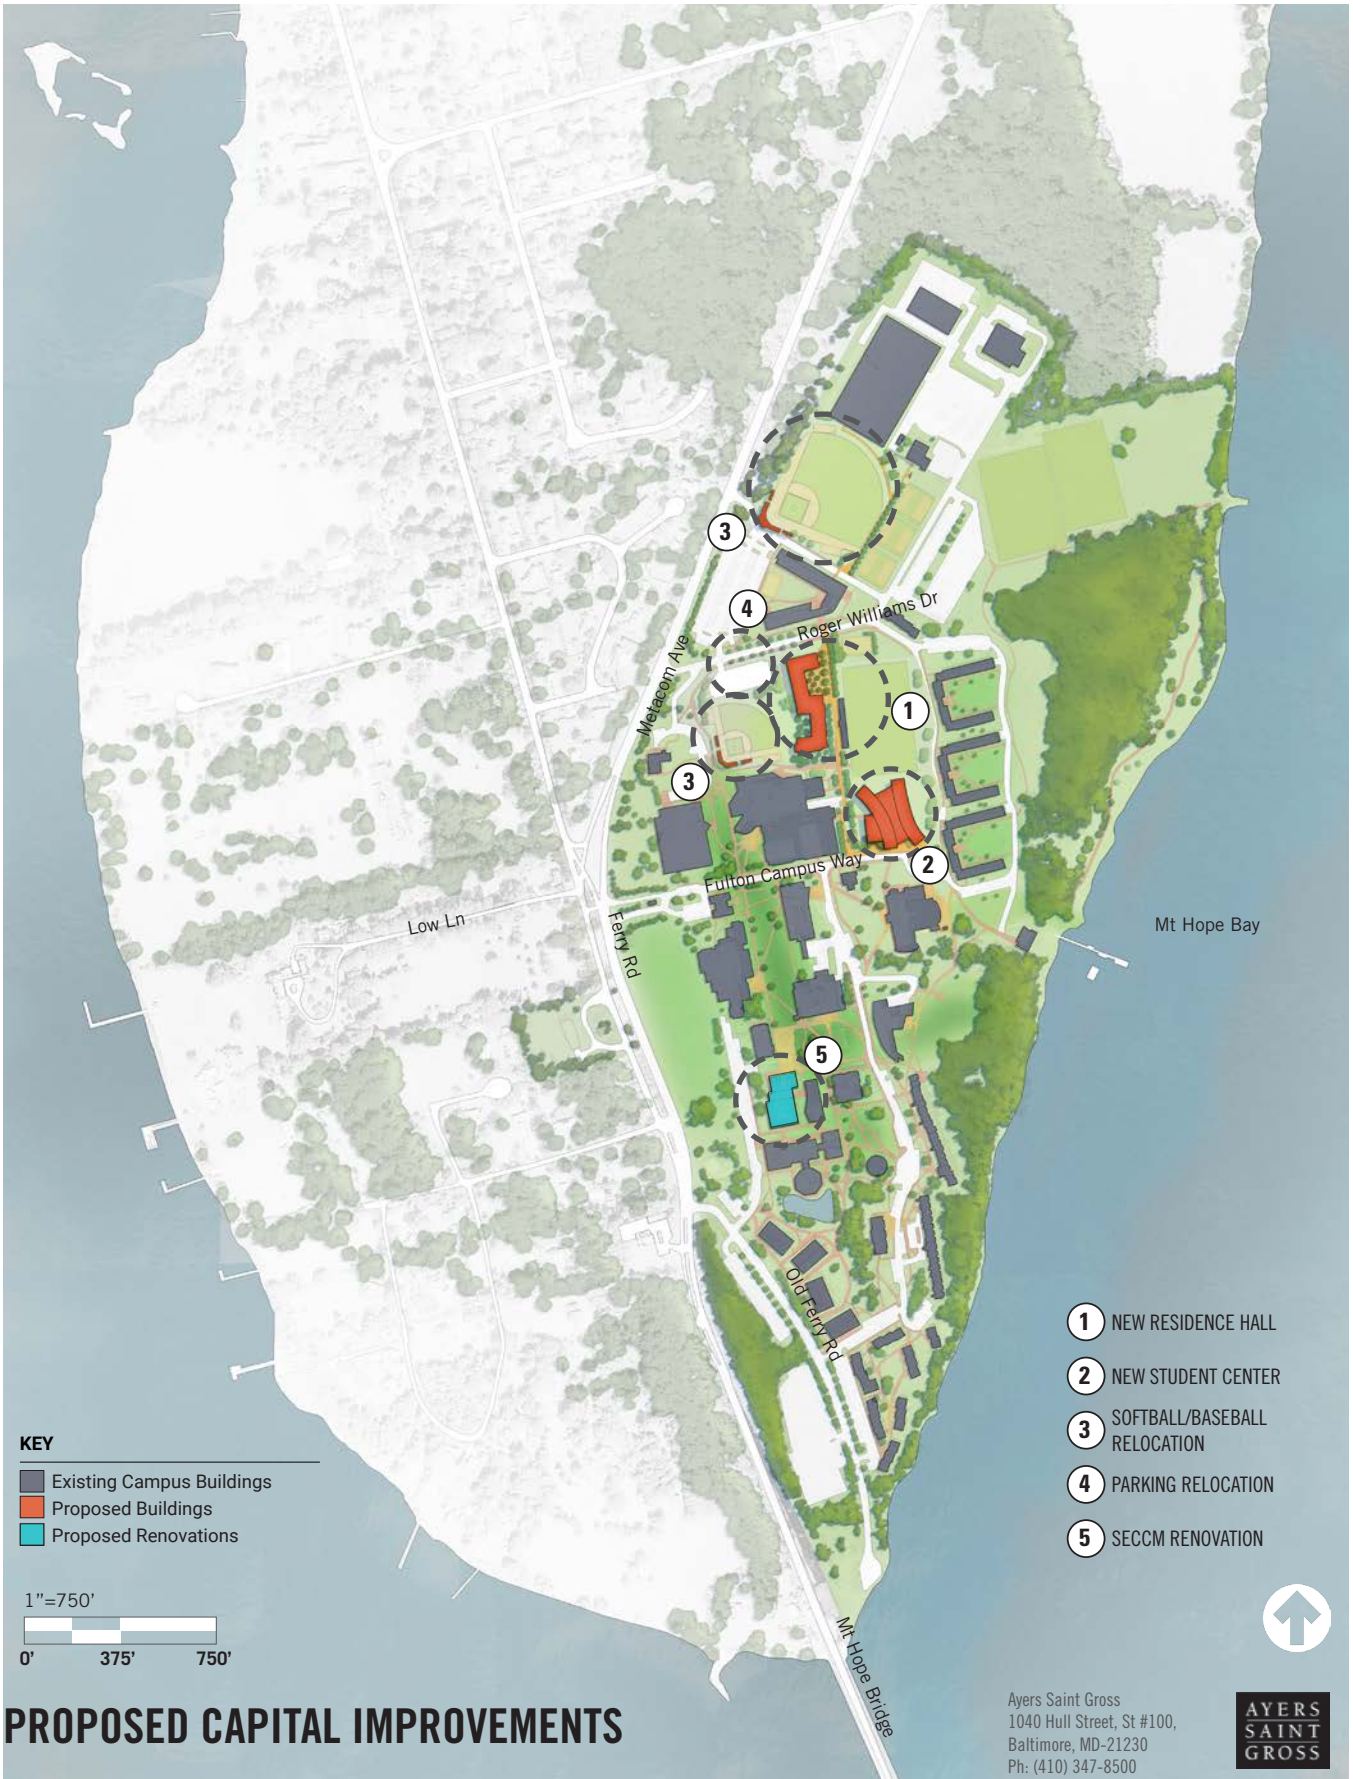 3
4
Roger Williams Dr
Metacom Ave
1
3
2
Fulton Campus Way
Low Ln
Ferry Rd
Mt Hope Bay
5
Old Ferry Rd
1 NEW RESIDENCE HALL
2 NEW STUDENT CENTER
3 SOFTBALL/BASEBALL
RELOCATION
4 PARKING RELOCATION
5 SECCM RENOVATION
KEY
Existing Campus Buildings
Proposed Buildings
Proposed Renovations
1”=750’
0' 375' 750'
Mt Hope Bridge
PROPOSED CAPITAL IMPROVEMENTS
Ayers Saint Gross
1040 Hull Street, St #100,
Baltimore, MD-21230
Ph: (410) 347-8500
AYERS
SAINT
GROSS